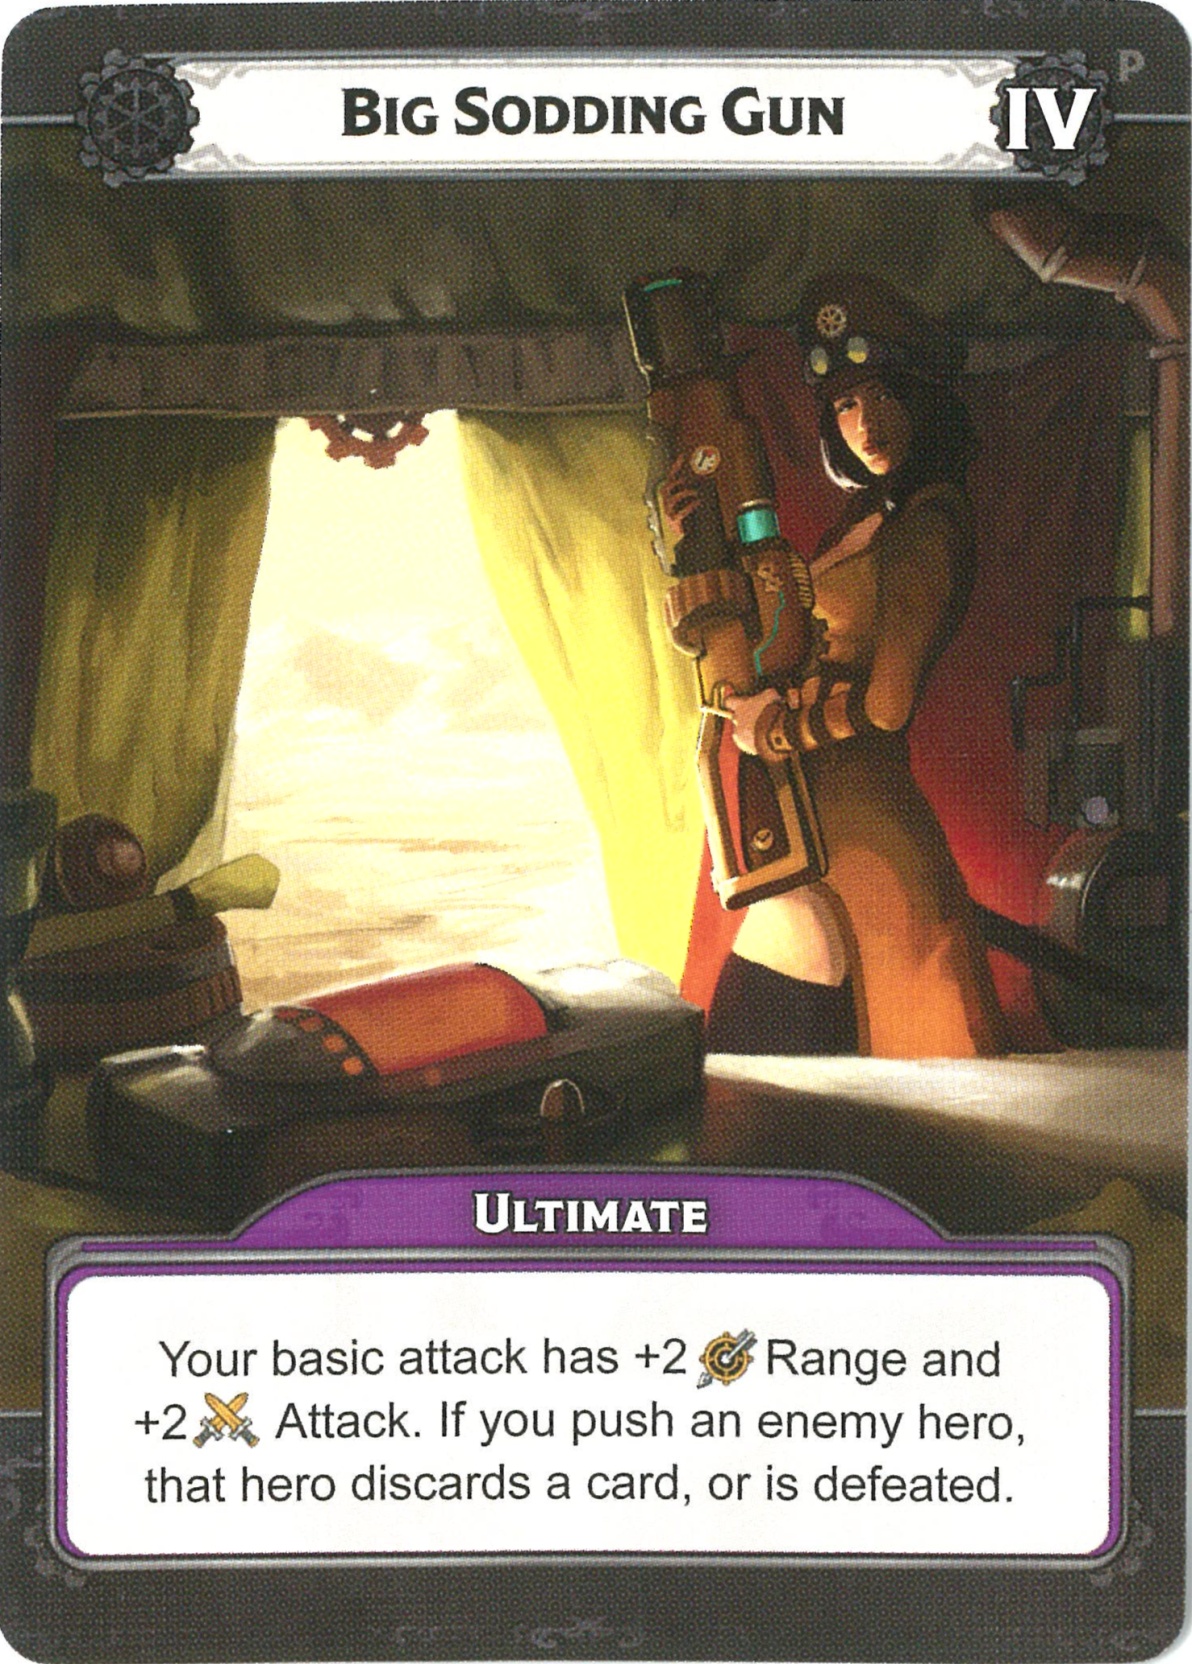 P
Big Sodding Gun
IV
Ultimate
Your basic attack has +2 Range and
+2 Attack. If you push an enemy hero,
that hero discards a card, or is defeated.